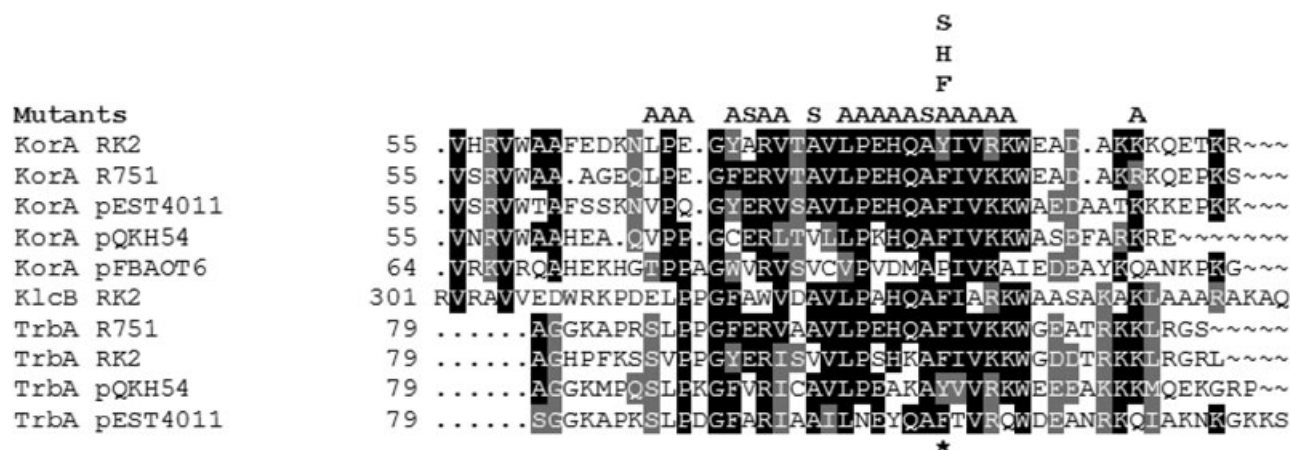 S
H
F
Mutants AAA ASAA S AAAAASAAAAA A
KorA RK2 55 .VHRVWAAFEDKNLPE.GYARVTAVLPEHQAYIVRKWEAD.AKKKQETKR~~~
KorA R751 55 .VSRVWAA.AGEQLPE.GFERVTAVLPEHQAFIVKKWEAD.AKRKQEPKS~~~
KorA pEST4011 55 .VSRVWTAFSSKNVPQ.GYERVSAVLPEHQAFIVKKWAEDAATKKKEPKK~~~
KorA pQKH54 55 .VNRVWAAHEA.QVPP.GCERLTVLLPKHQAFIVKKWASEFARKRE~~~~~~~
KorA pFBAOT6 64 .VRKVRQAHEKHGTPPAGWVRVSVCVPVDMAPIVKAIEDEAYKQANKPKG~~~
KlcB RK2 301 RVRAVVEDWRKPDELPPGFAWVDAVLPAHQAFIARKWAASAKAKLAAARAKAQ
TrbA R751 79 ......AGGKAPRSLPPGFERVAAVLPEHQAFIVKKWGEATRKKLRGS~~~~~
TrbA RK2 79 ......AGHPFKSSVPPGYERISVVLPSHKAFIVKKWGDDTRKKLRGRL~~~~
TrbA pQKH54 79 ......AGGKMPQSLPKGFVRICAVLPEAKAYVVRKWEEEAKKKMQEKGRP~~
TrbA pEST4011 79 ......SGGKAPKSLPDGFARIAAILNEYQAFTVRQWDEANRKQIAKNKGKKS
*